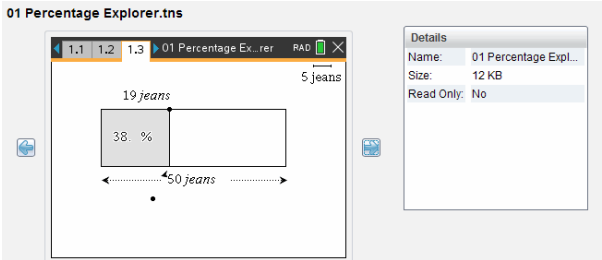 01 Percentage Explorer.tns
1.1 1.2 1.3 01 Percentage Ex...rer RAD
5 jeans
19 jeans
38. %
50 jeans
Details
Name: 01 Percentage Expl...
Size: 12 KB
Read Only: No